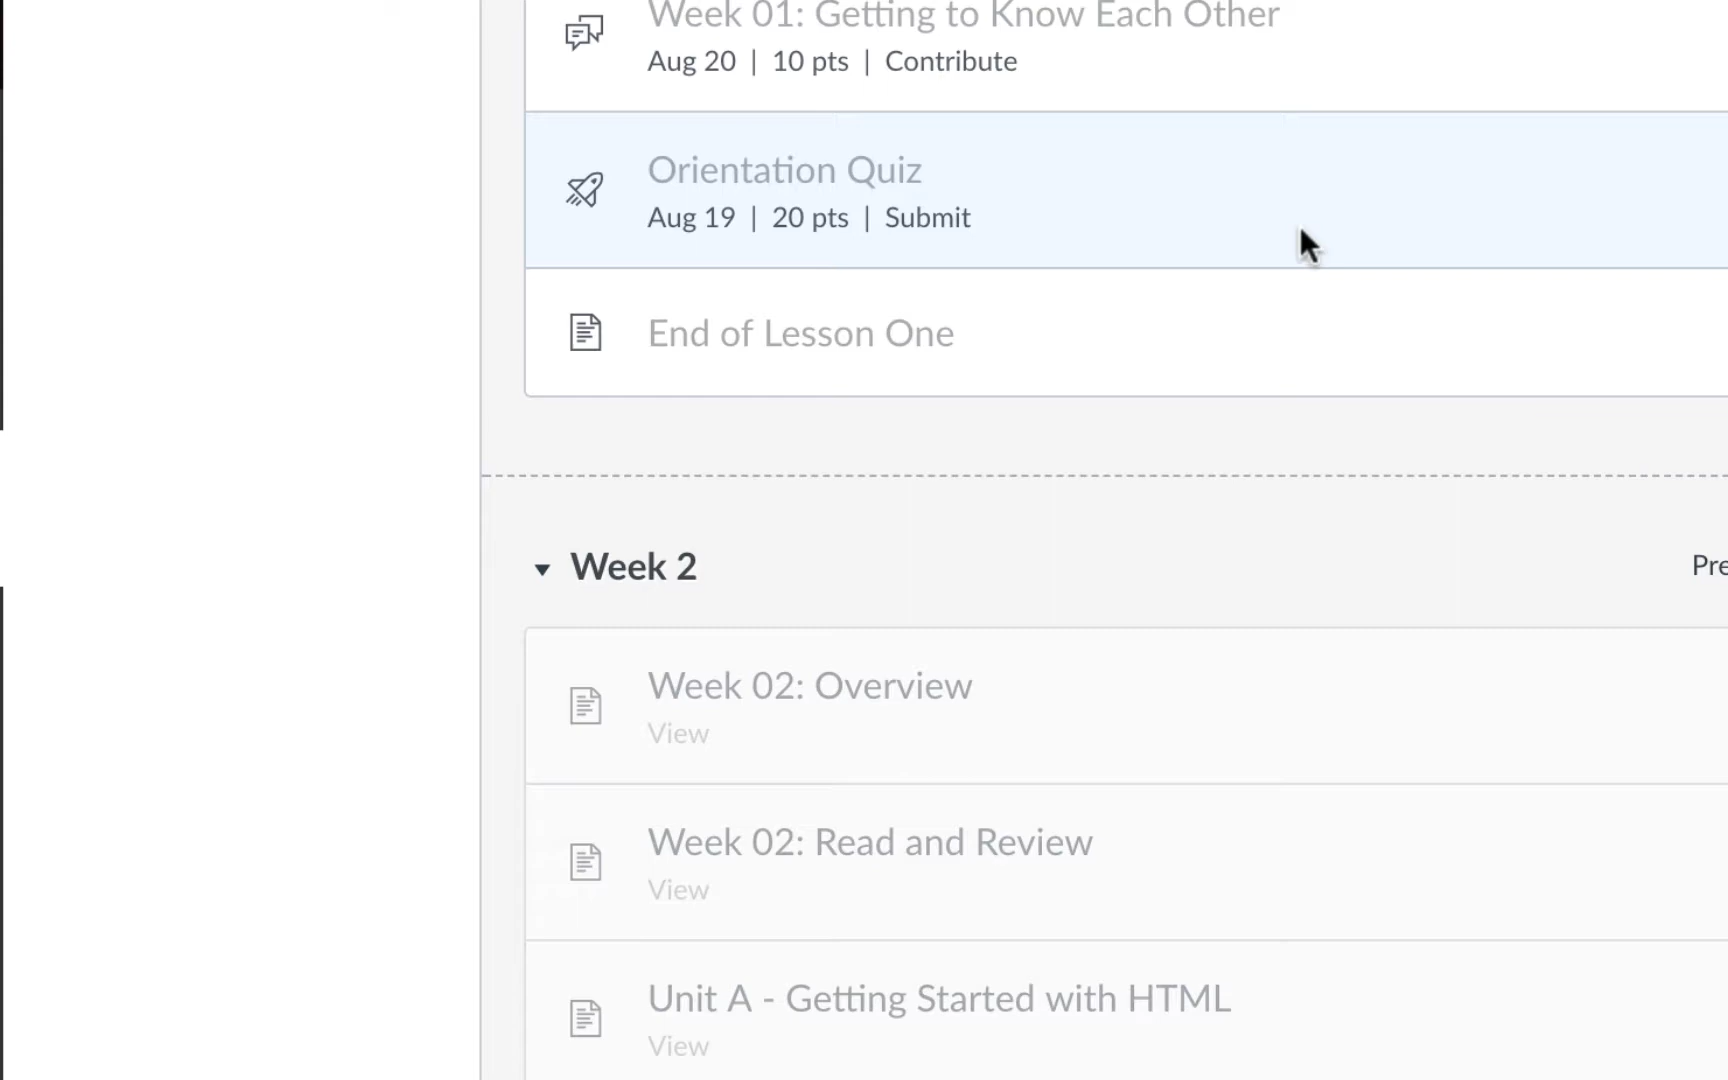 Week 01: Getting to Know Each Other
Aug 20 | 10 pts | Contribute
Orientation Quiz
Aug 19 | 20 pts | Submit
End of Lesson One
Week 2
Pre
Week 02: Overview
View
Week 02: Read and Review
View
Unit A - Getting Started with HTML
View